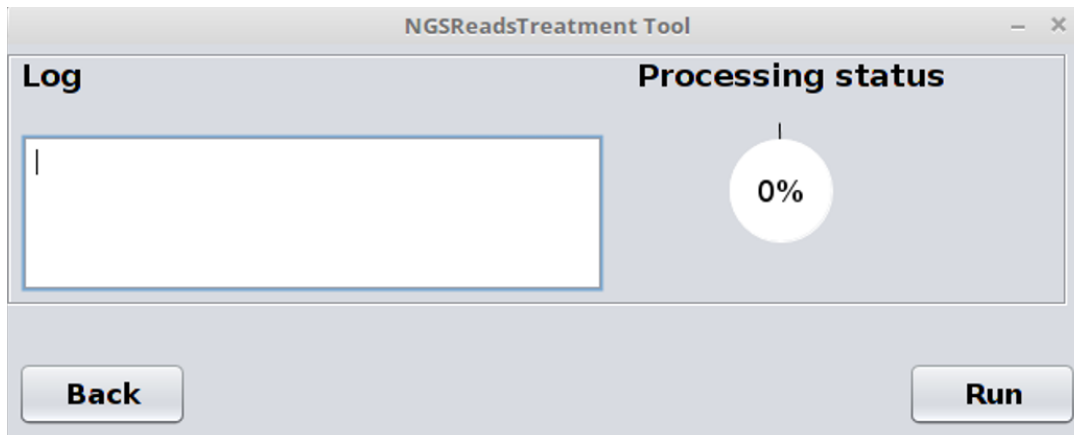 NGSReadsTreatment Tool
Log
Processing status
0%
Back
Run